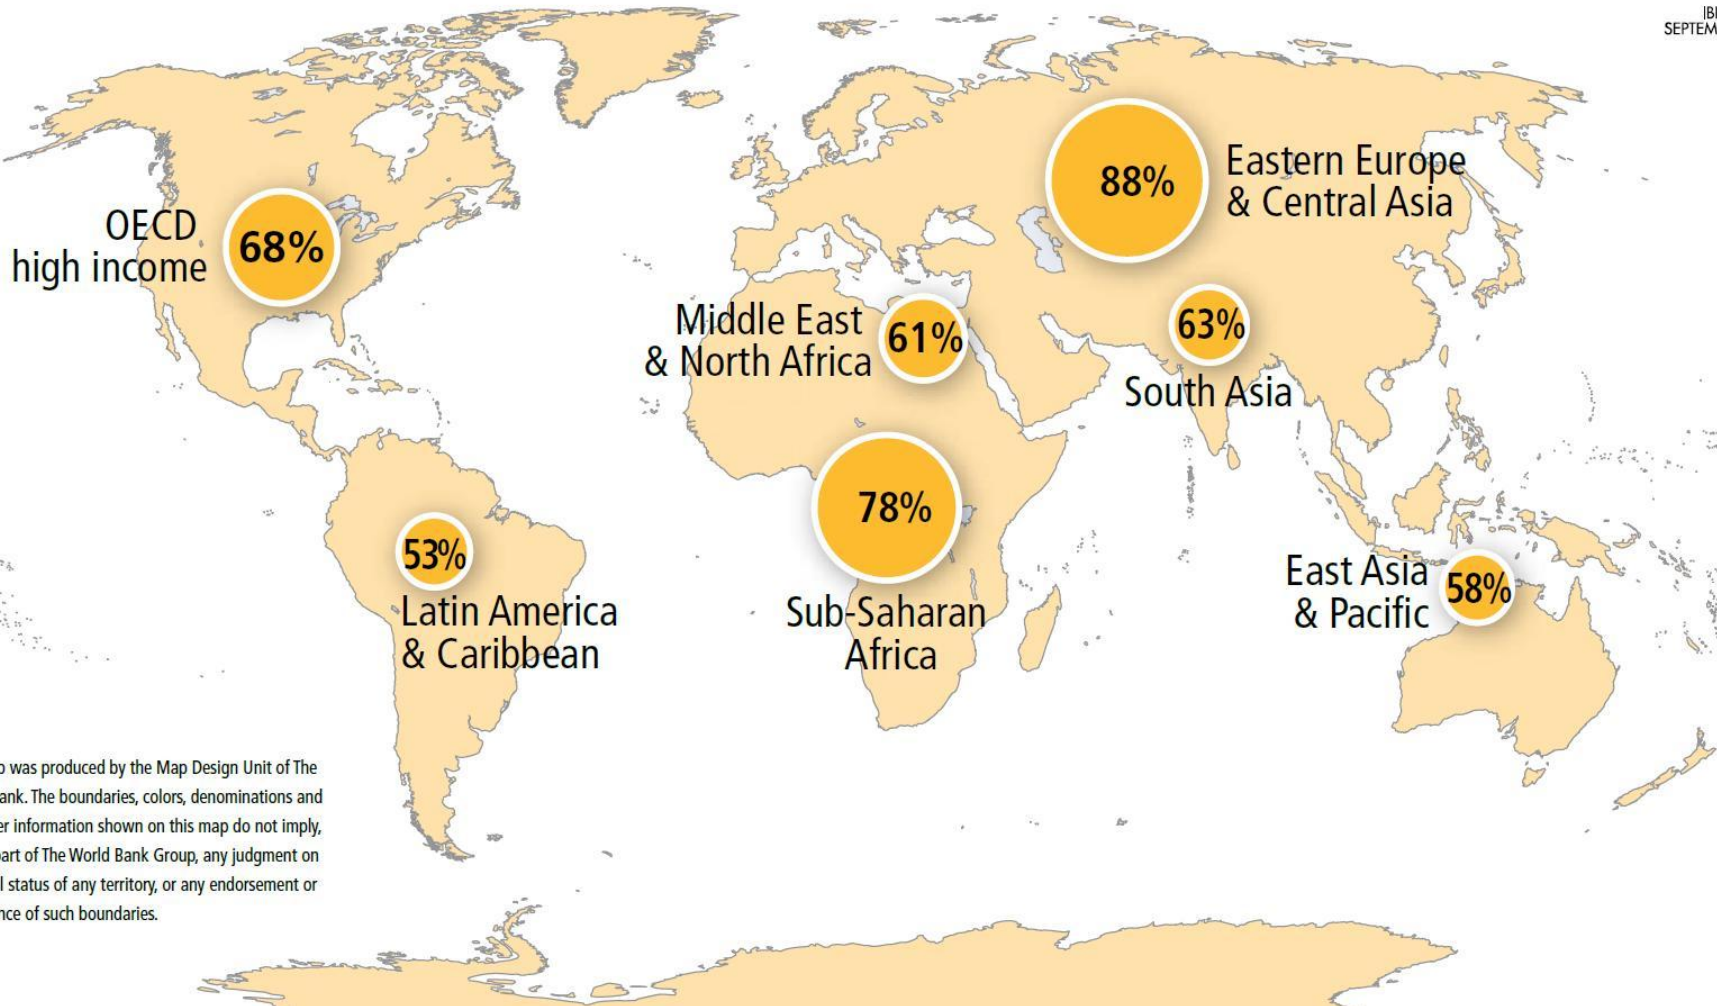 SEPTEM
OECD
high income
68%
88%
Eastern Europe
& Central Asia
Middle East
& North Africa
61%
63%
South Asia
78%
Sub-Saharan
Africa
53%
Latin America
& Caribbean
East Asia
& Pacific
58%
was produced by the Map Design Unit of The
ank. The boundaries, colors, denominations and
er information shown on this map do not imply,
art of The World Bank Group, any judgment on
l status of any territory, or any endorsement or
nce of such boundaries.